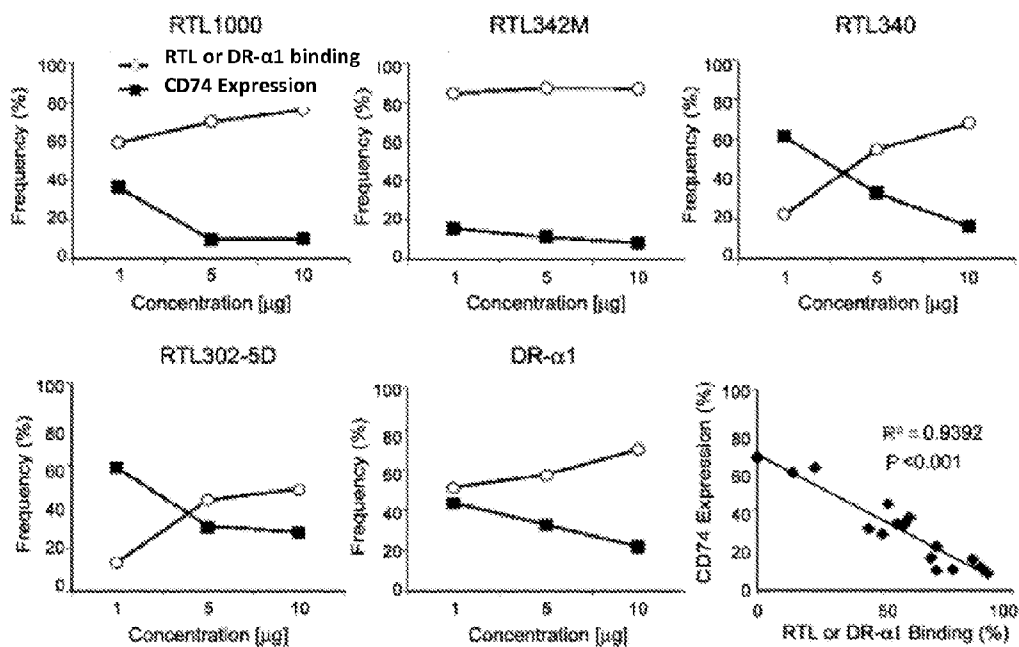 RTL1000
RTL or DR-α1 binding
CD74 Expression
Frequency (%)
100
80
60
40
20
0
1 5 10
Concentration [µg]
RTL342M
Frequency (%)
100
80
60
40
20
0
1 5 10
Concentration [µg]
RTL340
Frequency (%)
100
80
60
40
20
0
1 5 10
Concentration [µg]
RTL302-5D
Frequency (%)
100
80
60
40
20
0
1 5 10
Concentration [µg]
DR-α1
Frequency (%)
100
80
60
40
20
0
1 5 10
Concentration [µg]
CD74 Expression (%)
100
80
60
40
20
0
R² = 0.9392
P <0.001
0 50 100
RTL or DR-α1 Binding (%)